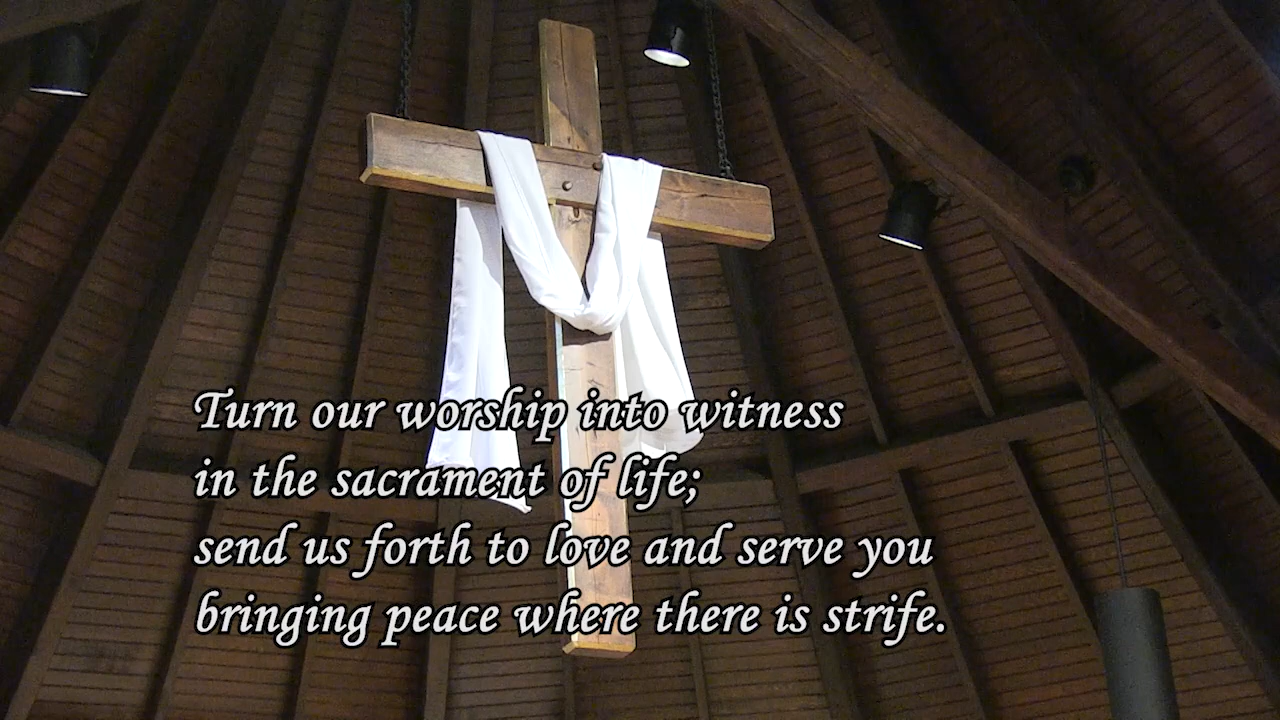 Turn our worship into witness
in the sacrament of life;
send us forth to love and serve you
bringing peace where there is strife.